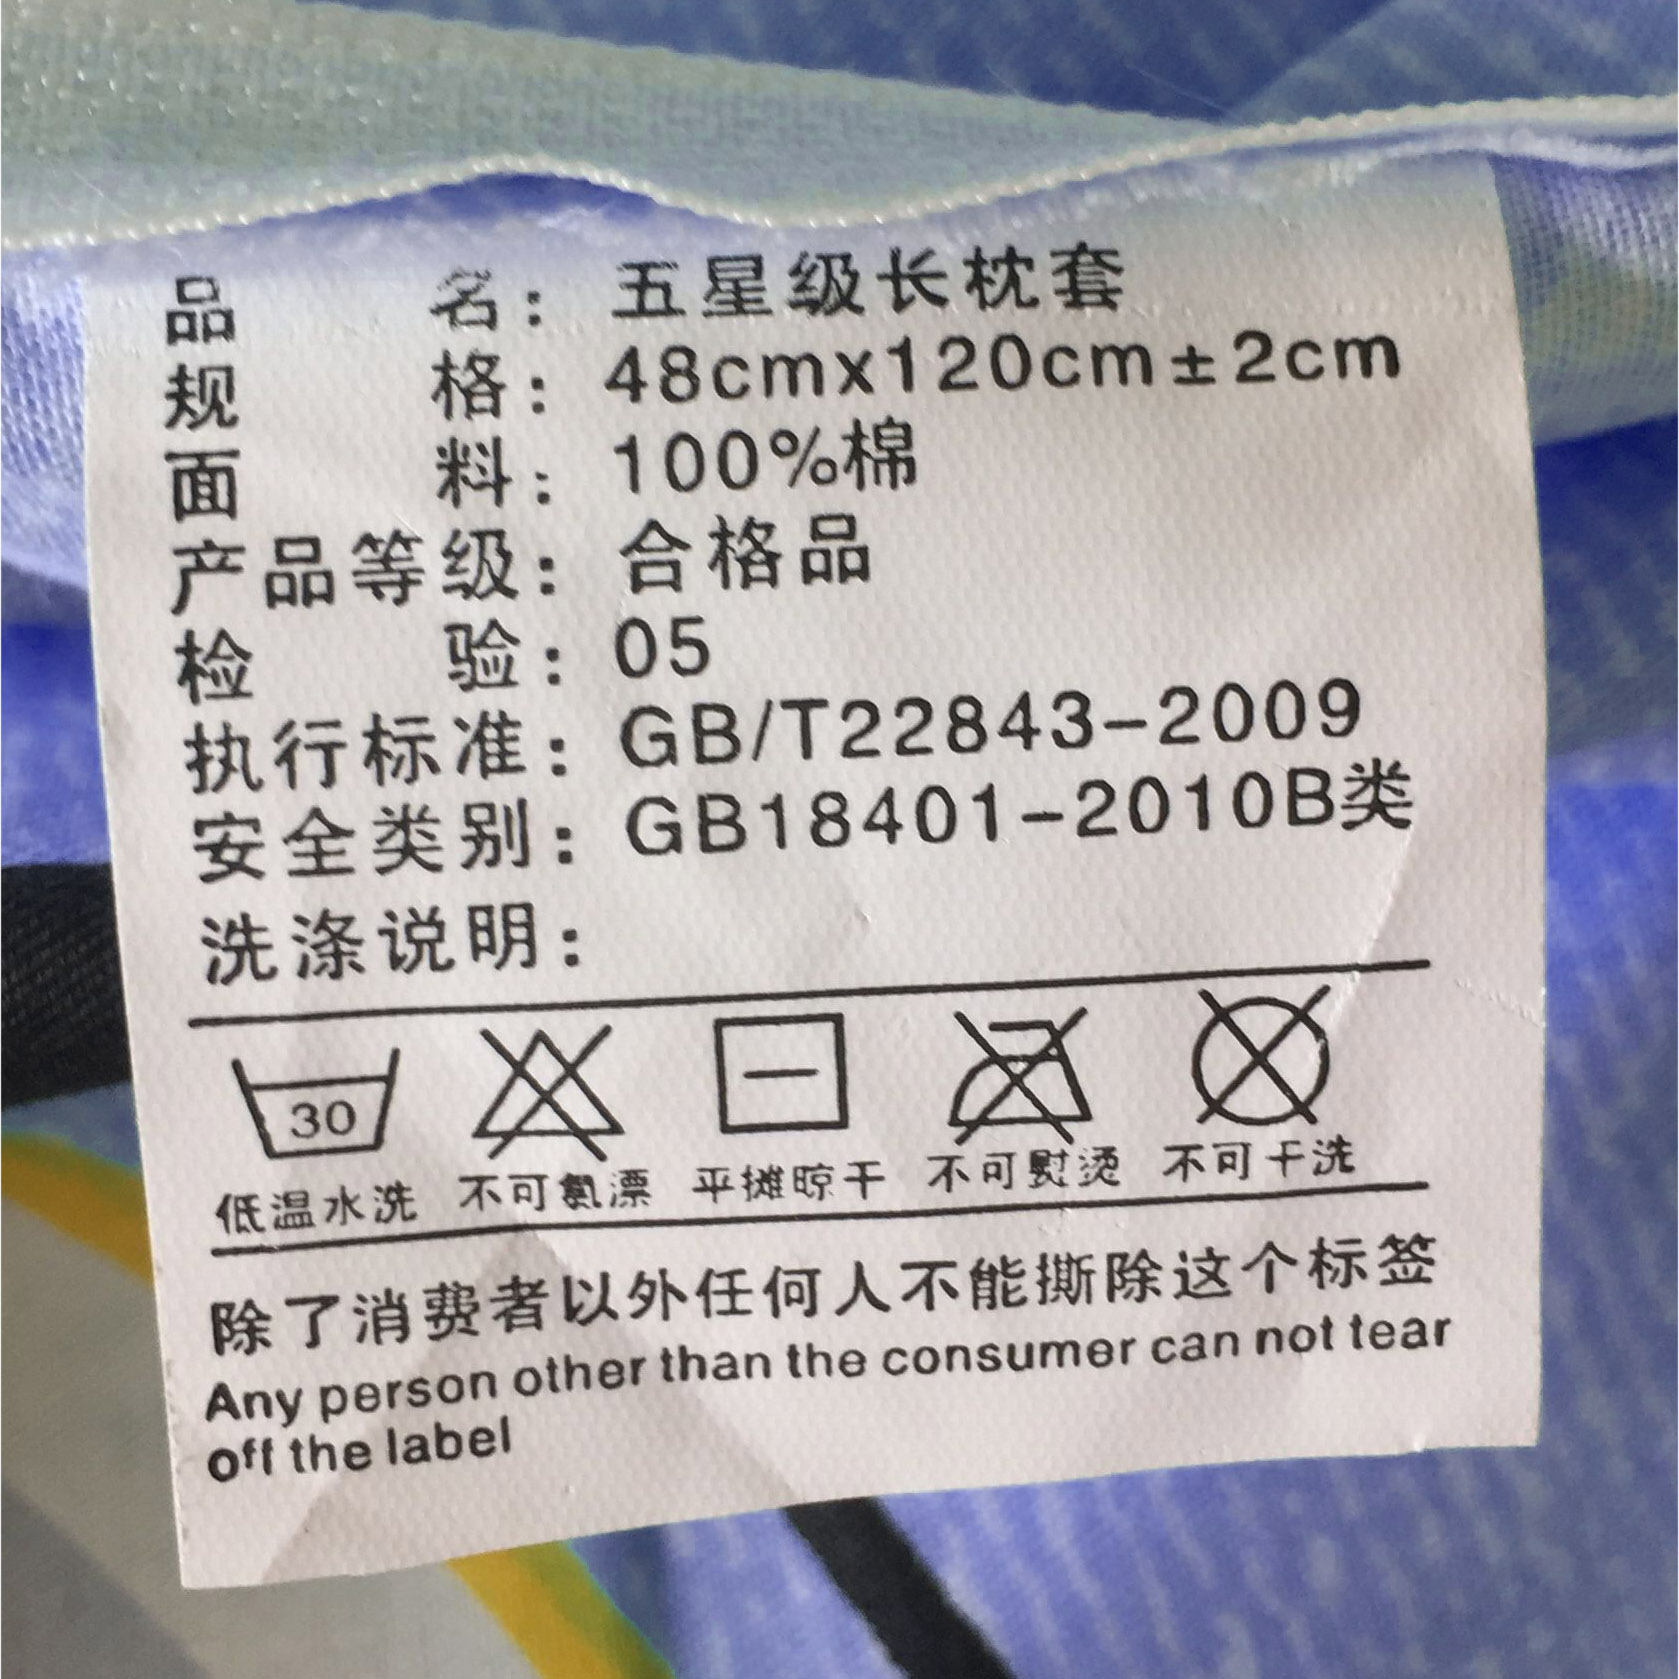 品名：五星级长枕套
规格：48cmx120cm±2cm
面料：100%棉
产品等级：合格品
检验：05
执行标准：GB/T22843-2009
安全类别：GB18401-2010B类
洗涤说明：
30
低温水洗 不可氯漂 平摊晾干 不可熨烫 不可干洗
除了消费者以外任何人不能撕除这个标签
Any person other than the consumer can not tear
off the label